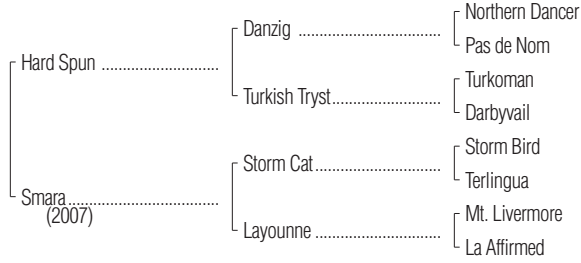 Northern Dancer
Danzig ........................................
Pas de Nom
Hard Spun .................................
Turkoman
Turkish Tryst...............................
Darbyvail
Storm Bird
Storm Cat....................................
Terlingua
Smara...........................................
(2007)
Mt. Livermore
Layounne ....................................
La Affirmed